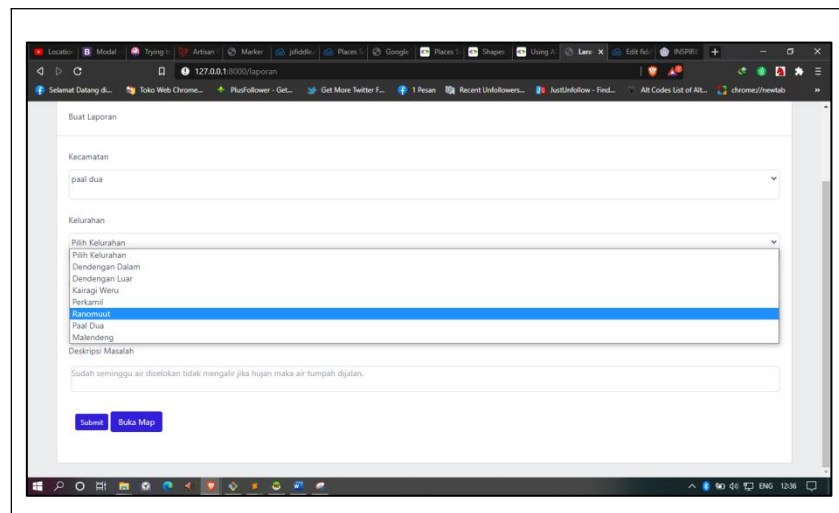 Locatio
B Modal
Trying t
Artisan
Marker
jsfiddle
Places S
Google
Places S
Shapes
Using A
Lara X
Edit fidd
INSPIRE
+
127.0.0.1:8000/laporan
Selamat Datang di...
Toko Web Chrome...
PlusFollower - Get...
Get More Twitter F...
1 Pesan
Recent Unfollowers...
JustUnfollow - Find...
Alt Codes List of Alt...
chrome://newtab
»
Buat Laporan
Kecamatan
paal dua
Kelurahan
Pilih Kelurahan
Pilih Kelurahan
Dendengan Dalam
Dendengan Luar
Kairagi Weru
Perkamil
Ranomuut
Paal Dua
Malendeng
Deskripsi Masalah
Sudah seminggu air diselokan tidak mengalir jika hujan maka air tumpah dijalan.
Submit
Buka Map
ENG 12:36